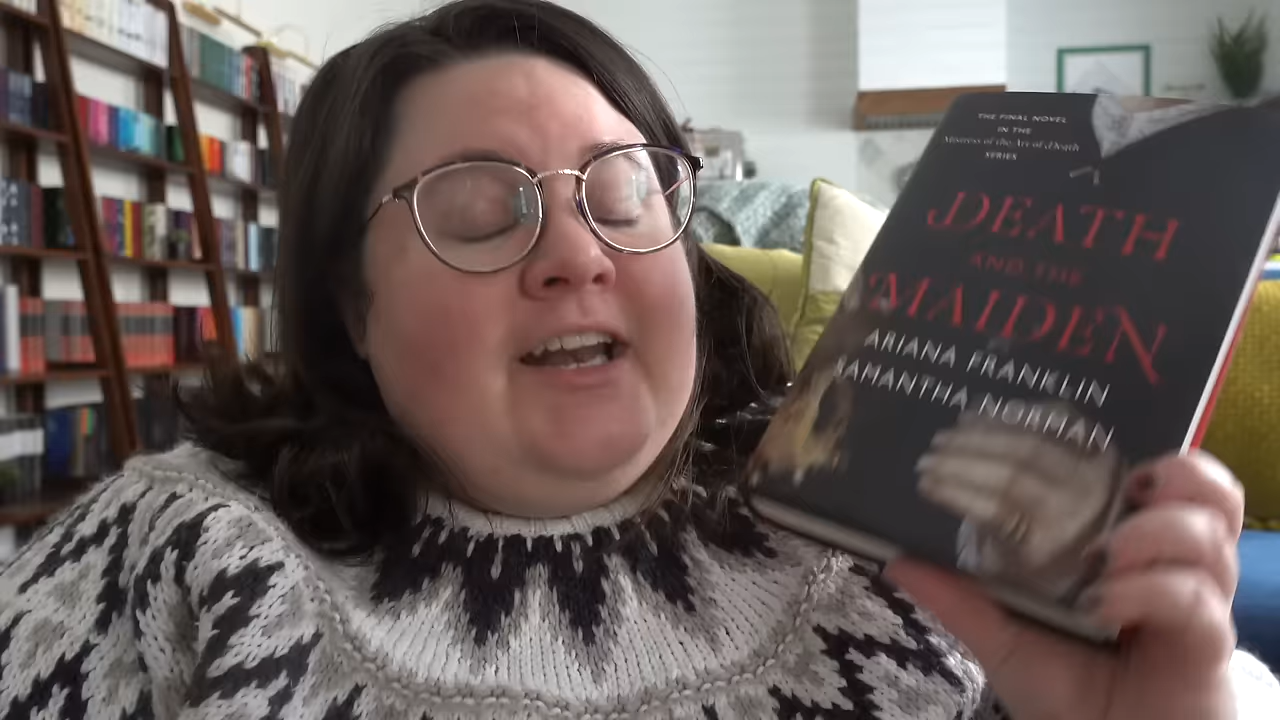 THE FINAL NOVEL
IN THE
Mistress of the Art of Death
SERIES
DEATH
AND THE
MAIDEN
ARIANA FRANKLIN
SAMANTHA NORMAN